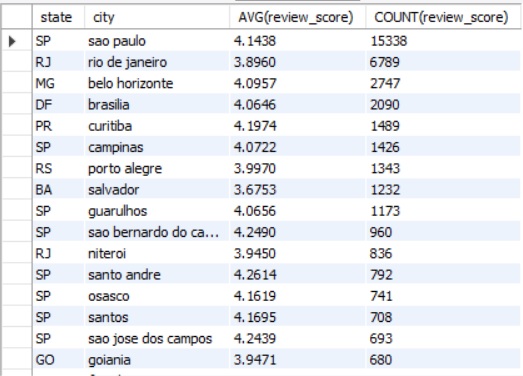 state city AVG(review_score) COUNT(review_score)
SP sao paulo 4.1438 15338
RJ rio de janeiro 3.8960 6789
MG belo horizonte 4.0957 2747
DF brasilia 4.0646 2090
PR curitiba 4.1974 1489
SP campinas 4.0722 1426
RS porto alegre 3.9970 1343
BA salvador 3.6753 1232
SP guarulhos 4.0656 1173
SP sao bernardo do ca... 4.2490 960
RJ niteroi 3.9450 836
SP santo andre 4.2614 792
SP osasco 4.1619 741
SP santos 4.1695 708
SP sao jose dos campos 4.2439 693
GO goiania 3.9471 680